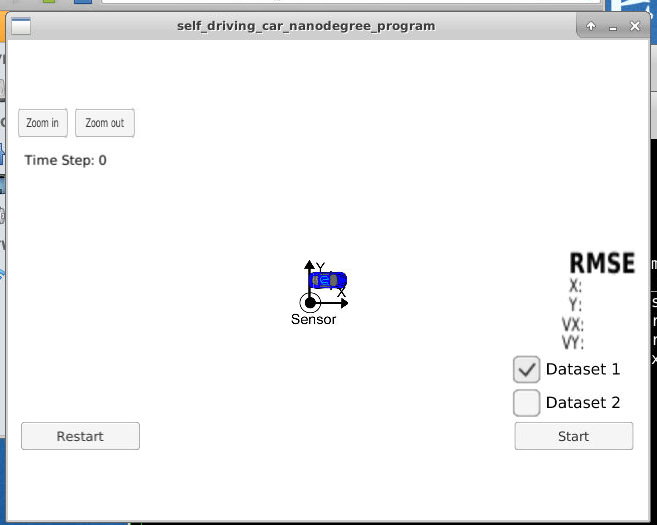 self_driving_car_nanodegree_program
Zoom in Zoom out
Time Step: 0
Y
X
Sensor
RMSE
X:
Y:
VX:
VY:
Dataset 1
Dataset 2
Restart
Start